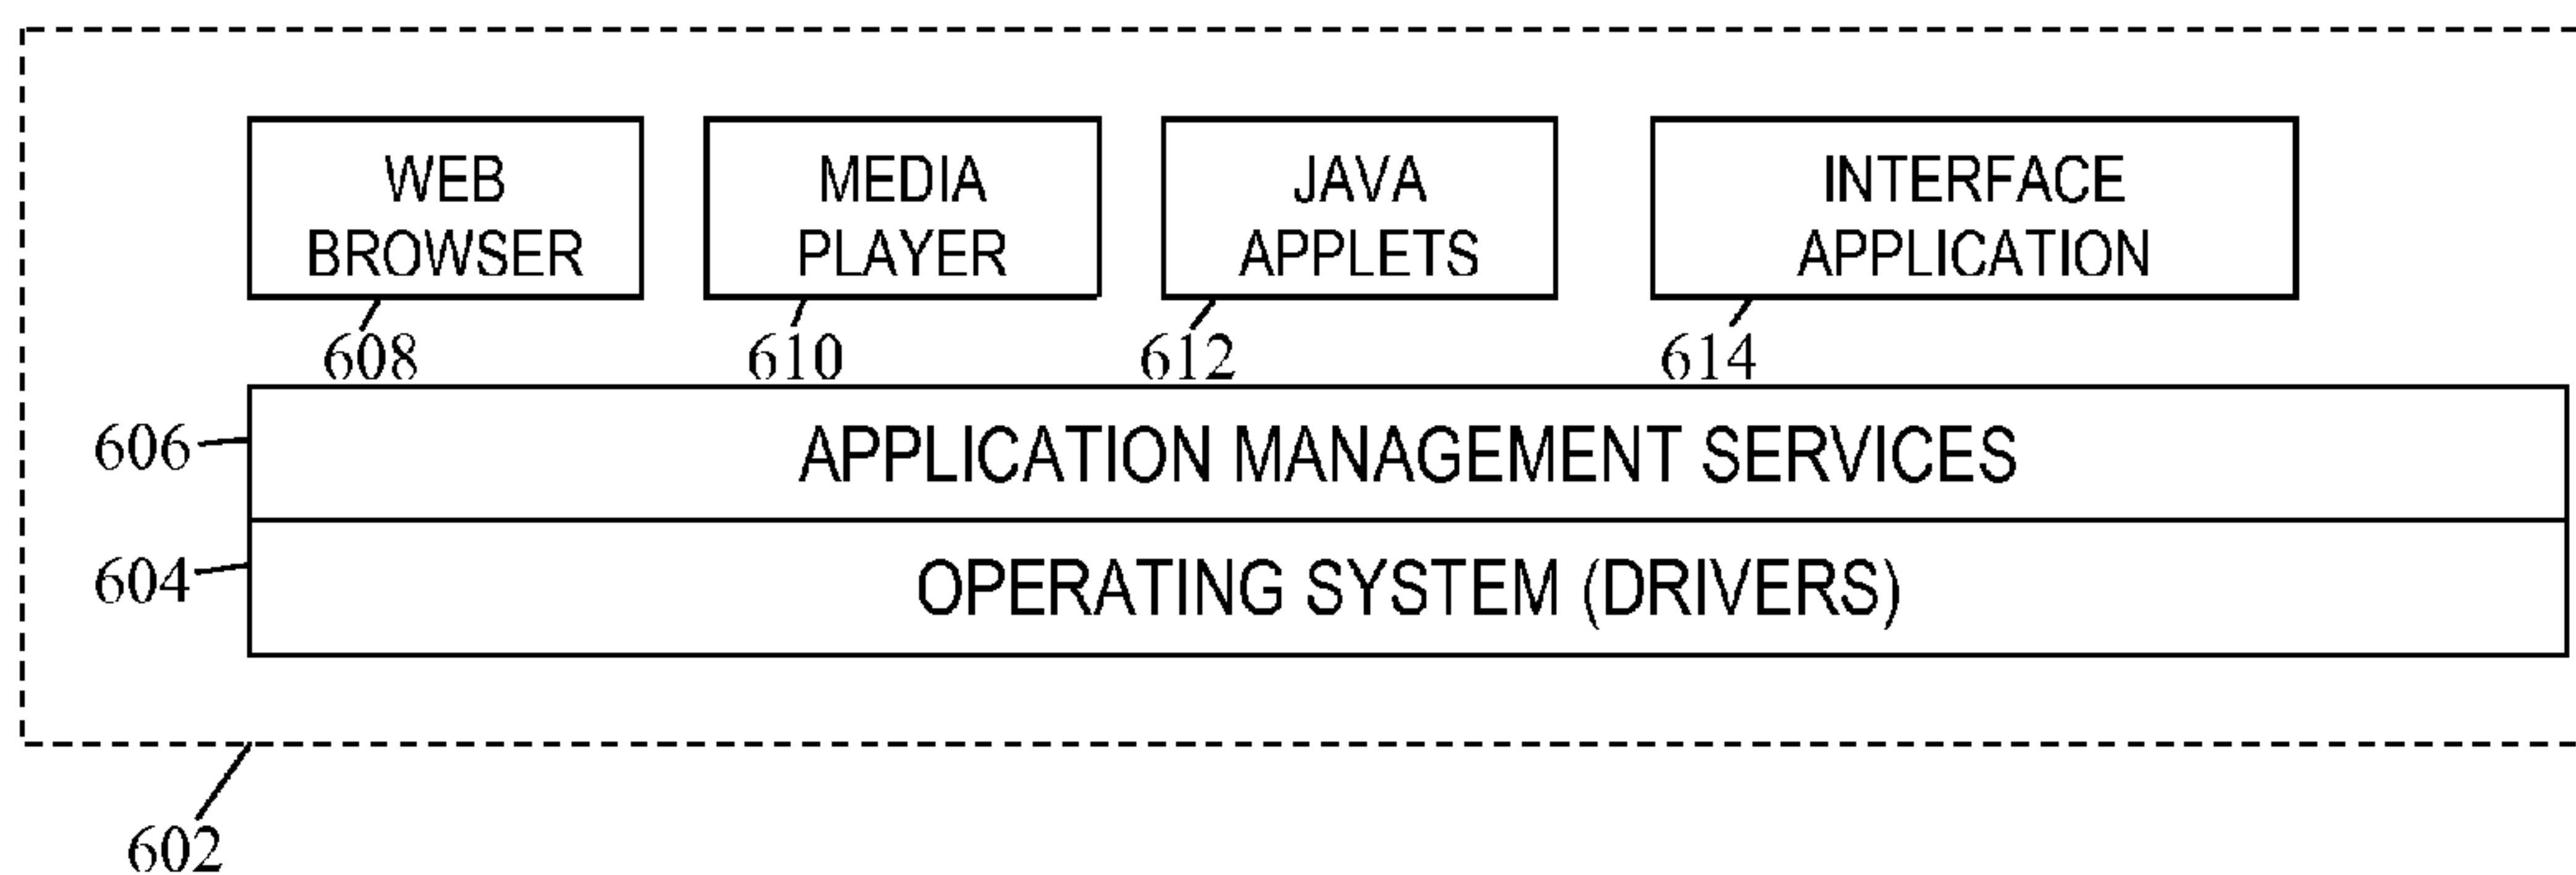 WEB
BROWSER
608
MEDIA
PLAYER
610
JAVA
APPLETS
612
INTERFACE
APPLICATION
614
606
APPLICATION MANAGEMENT SERVICES
604
OPERATING SYSTEM (DRIVERS)
602